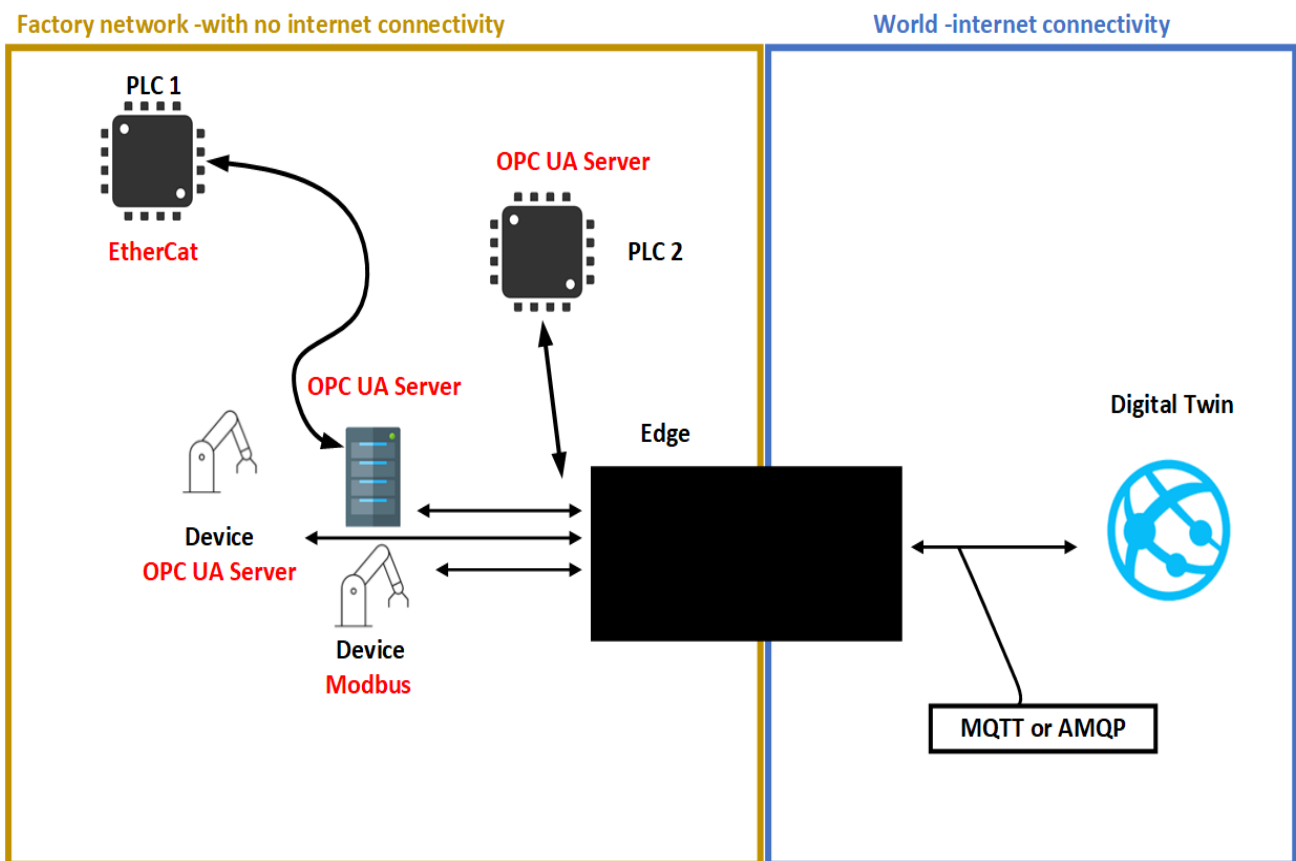 Factory network -with no internet connectivity
World -internet connectivity
PLC 1
EtherCat
OPC UA Server
PLC 2
OPC UA Server
Edge
Digital Twin
Device
OPC UA Server
Device
Modbus
MQTT or AMQP